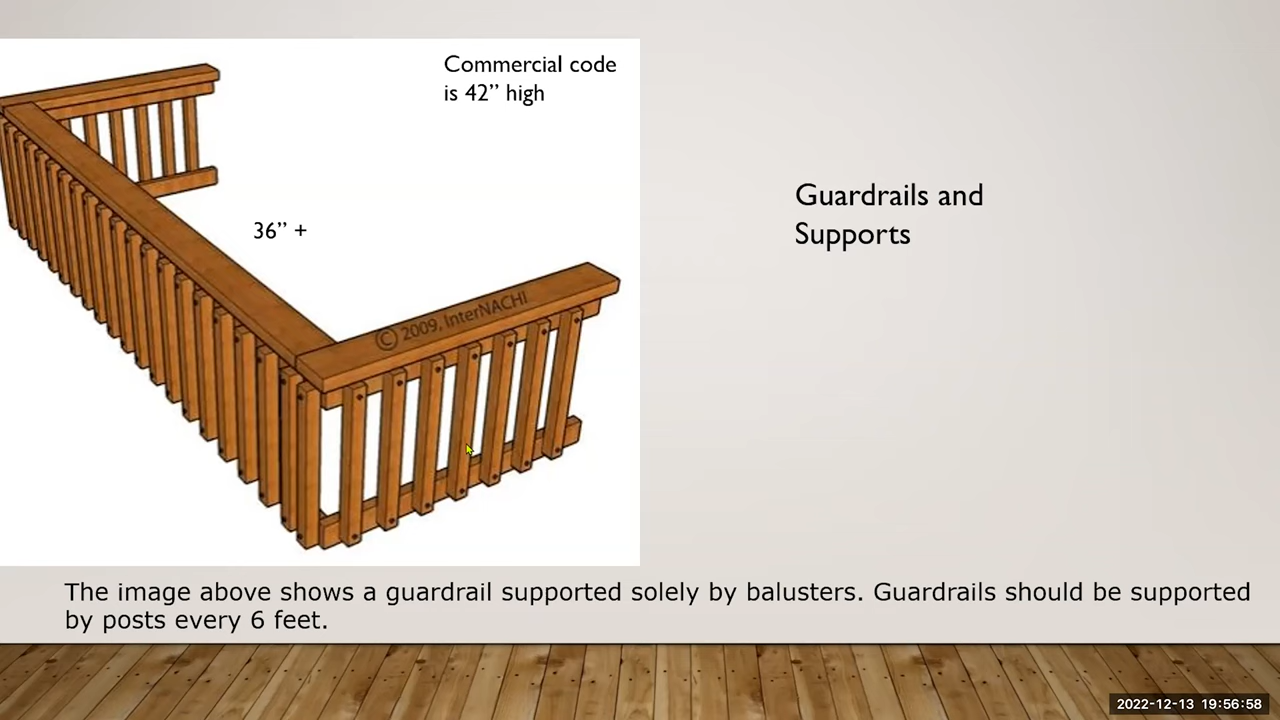 Commercial code
is 42” high
Guardrails and
Supports
36” +
© 2009, InterNACHI
The image above shows a guardrail supported solely by balusters. Guardrails should be supported
by posts every 6 feet.
2022-12-13 19:56:58